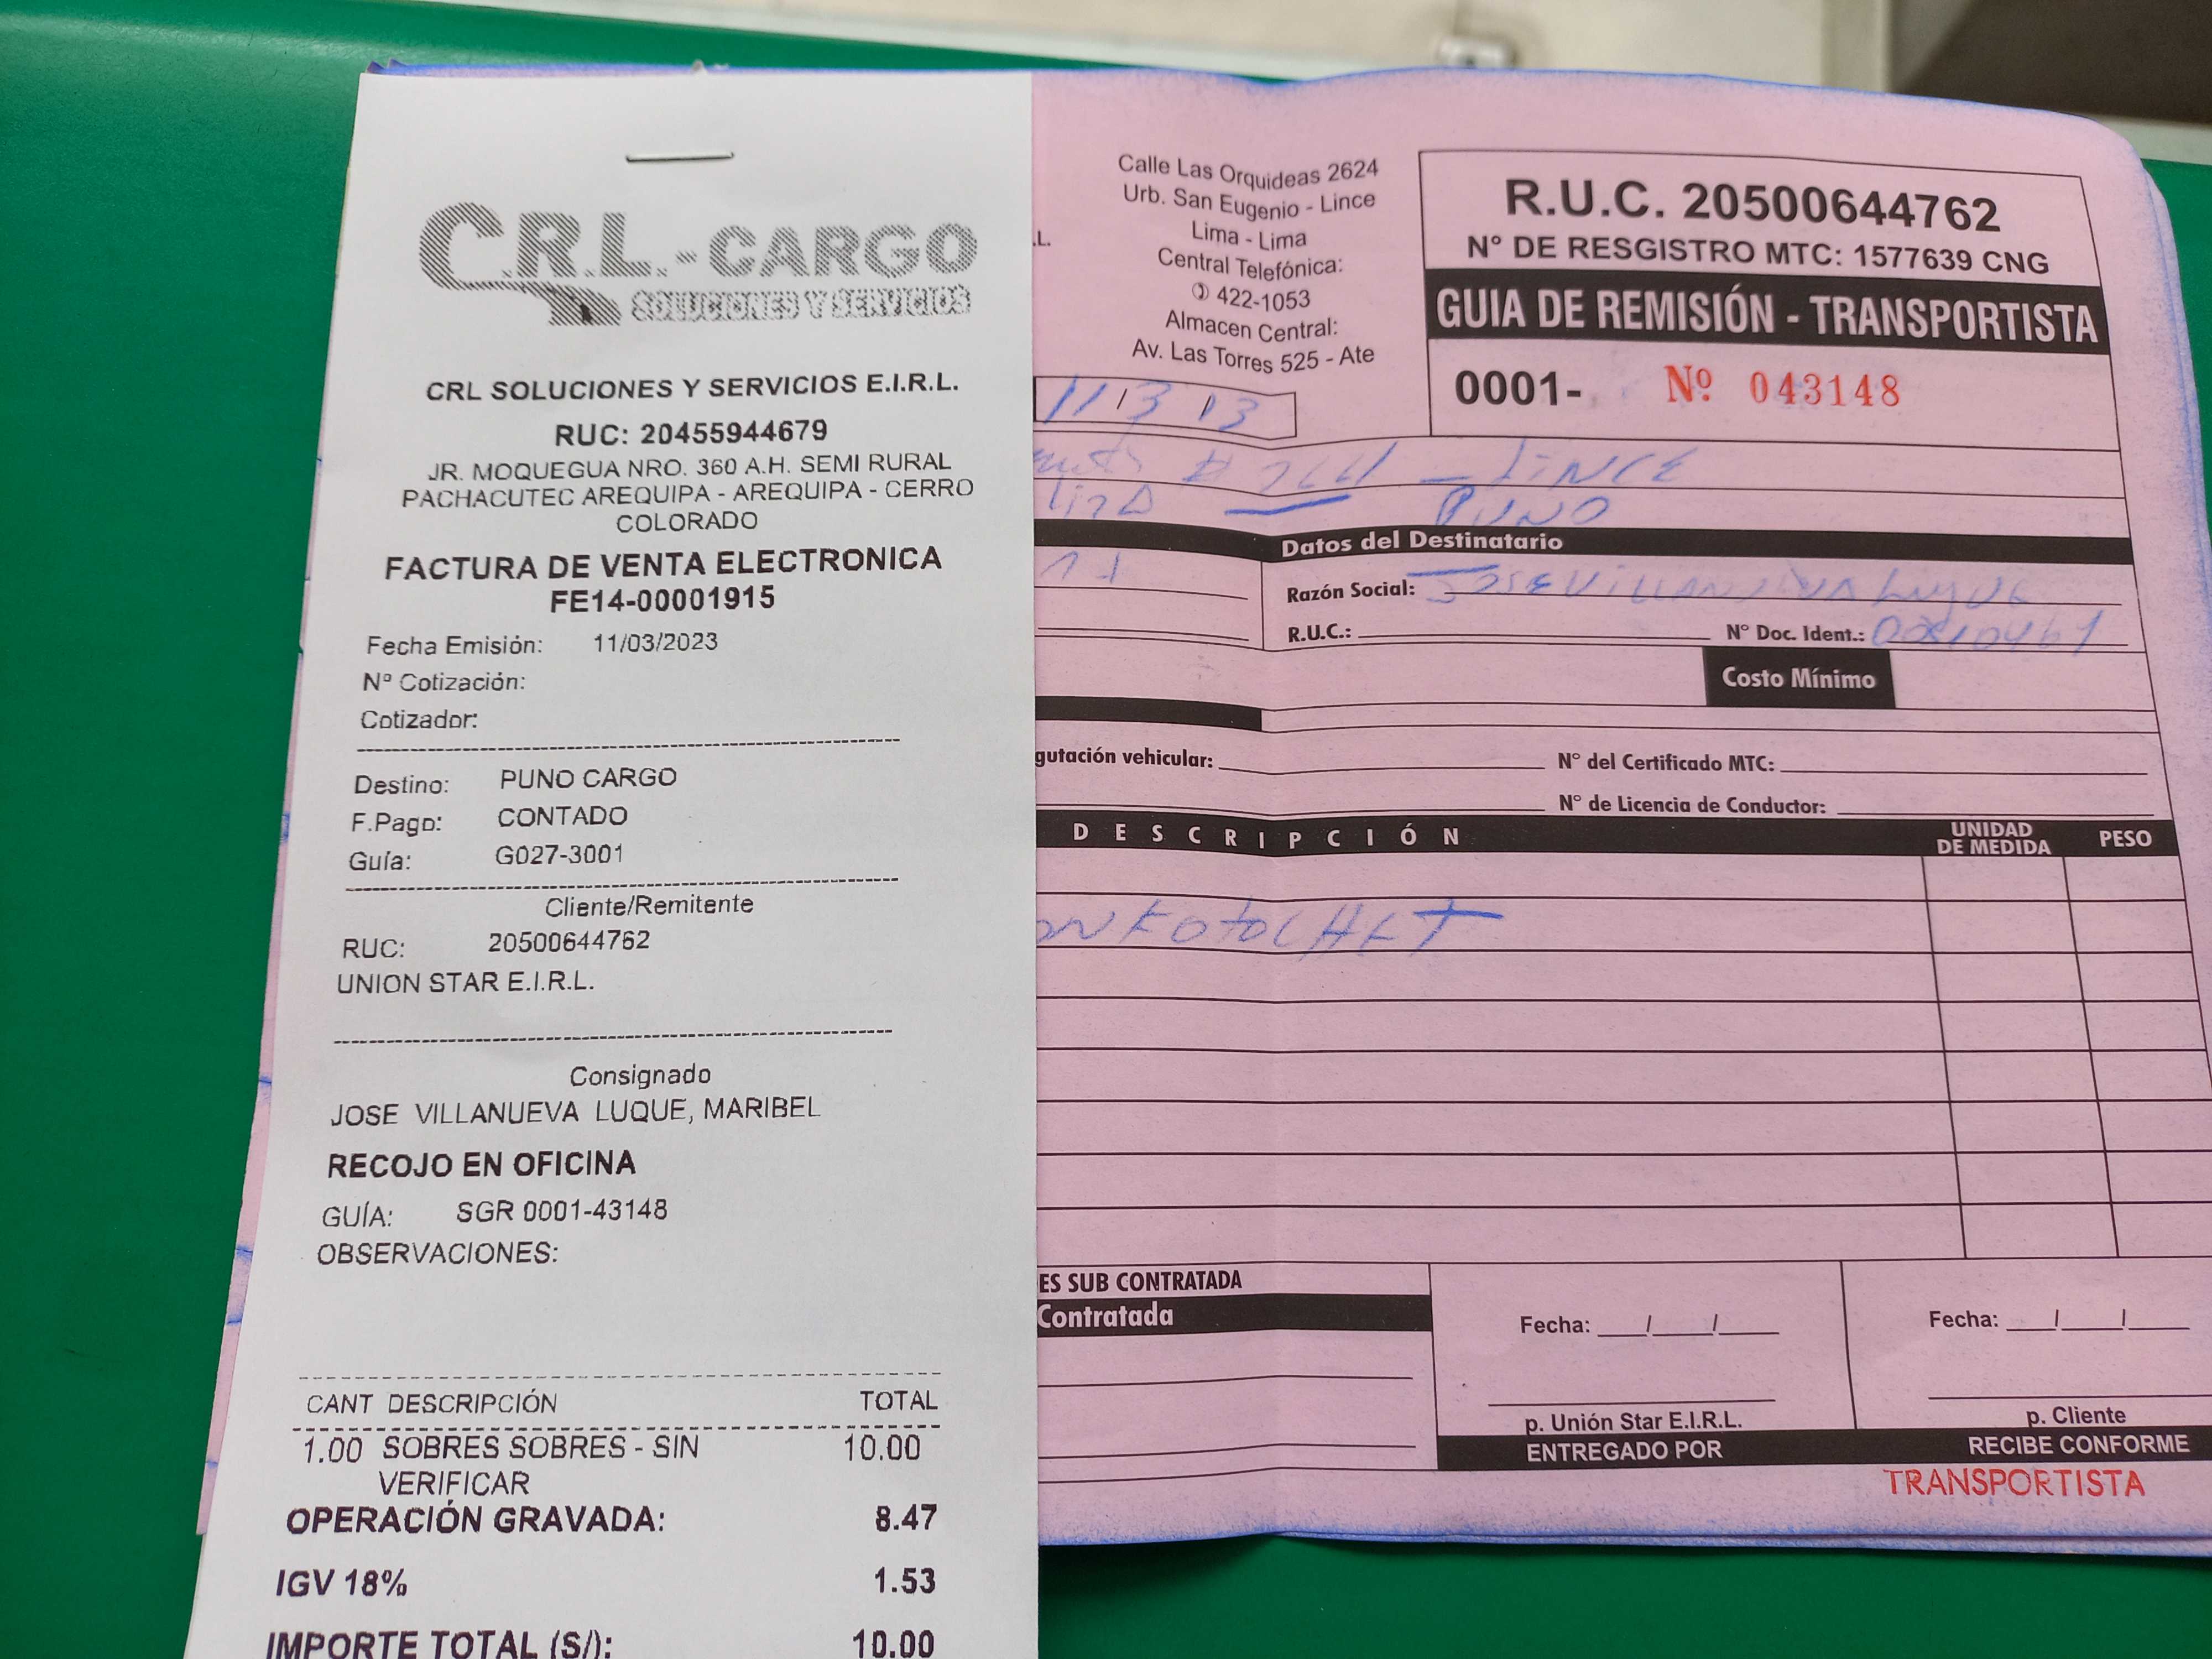 C.R.L.-CARGO
SOLUCIONES Y SERVICIOS
CRL SOLUCIONES Y SERVICIOS E.I.R.L.
RUC: 20455944679
JR. MOQUEGUA NRO. 360 A.H. SEMI RURAL
PACHACUTEC AREQUIPA - AREQUIPA - CERRO
COLORADO
FACTURA DE VENTA ELECTRONICA
FE14-00001915
Fecha Emisión: 11/03/2023
Nº Cotización:
Cotizador:
Destino: PUNO CARGO
F.Pago: CONTADO
Guía: G027-3001
Cliente/Remitente
RUC: 20500644762
UNION STAR E.I.R.L.
Consignado
JOSE VILLANUEVA LUQUE, MARIBEL
RECOJO EN OFICINA
GUÍA: SGR 0001-43148
OBSERVACIONES:
CANT DESCRIPCIÓN TOTAL
1.00 SOBRES SOBRES - SIN 10.00
VERIFICAR
OPERACIÓN GRAVADA: 8.47
IGV 18% 1.53
IMPORTE TOTAL (S/): 10.00
L.
Calle Las Orquideas 2624
Urb. San Eugenio - Lince
Lima - Lima
Central Telefónica:
422-1053
Almacen Central:
Av. Las Torres 525 - Ate
R.U.C. 20500644762
N° DE RESGISTRO MTC: 1577639 CNG
GUIA DE REMISIÓN - TRANSPORTISTA
0001- Nº 043148
LINCE
PUNO
Datos del Destinatario
Razón Social: JOSE VILLANUEVA
R.U.C.: N° Doc. Ident.:
Costo Mínimo
gutación vehicular: N° del Certificado MTC:
N° de Licencia de Conductor:
DESCRIPCIÓN UNIDAD DE MEDIDA PESO
ES SUB CONTRATADA
Contratada
Fecha: ___/___/___ Fecha: ___/___/___
p. Unión Star E.I.R.L. p. Cliente
ENTREGADO POR RECIBE CONFORME
TRANSPORTISTA